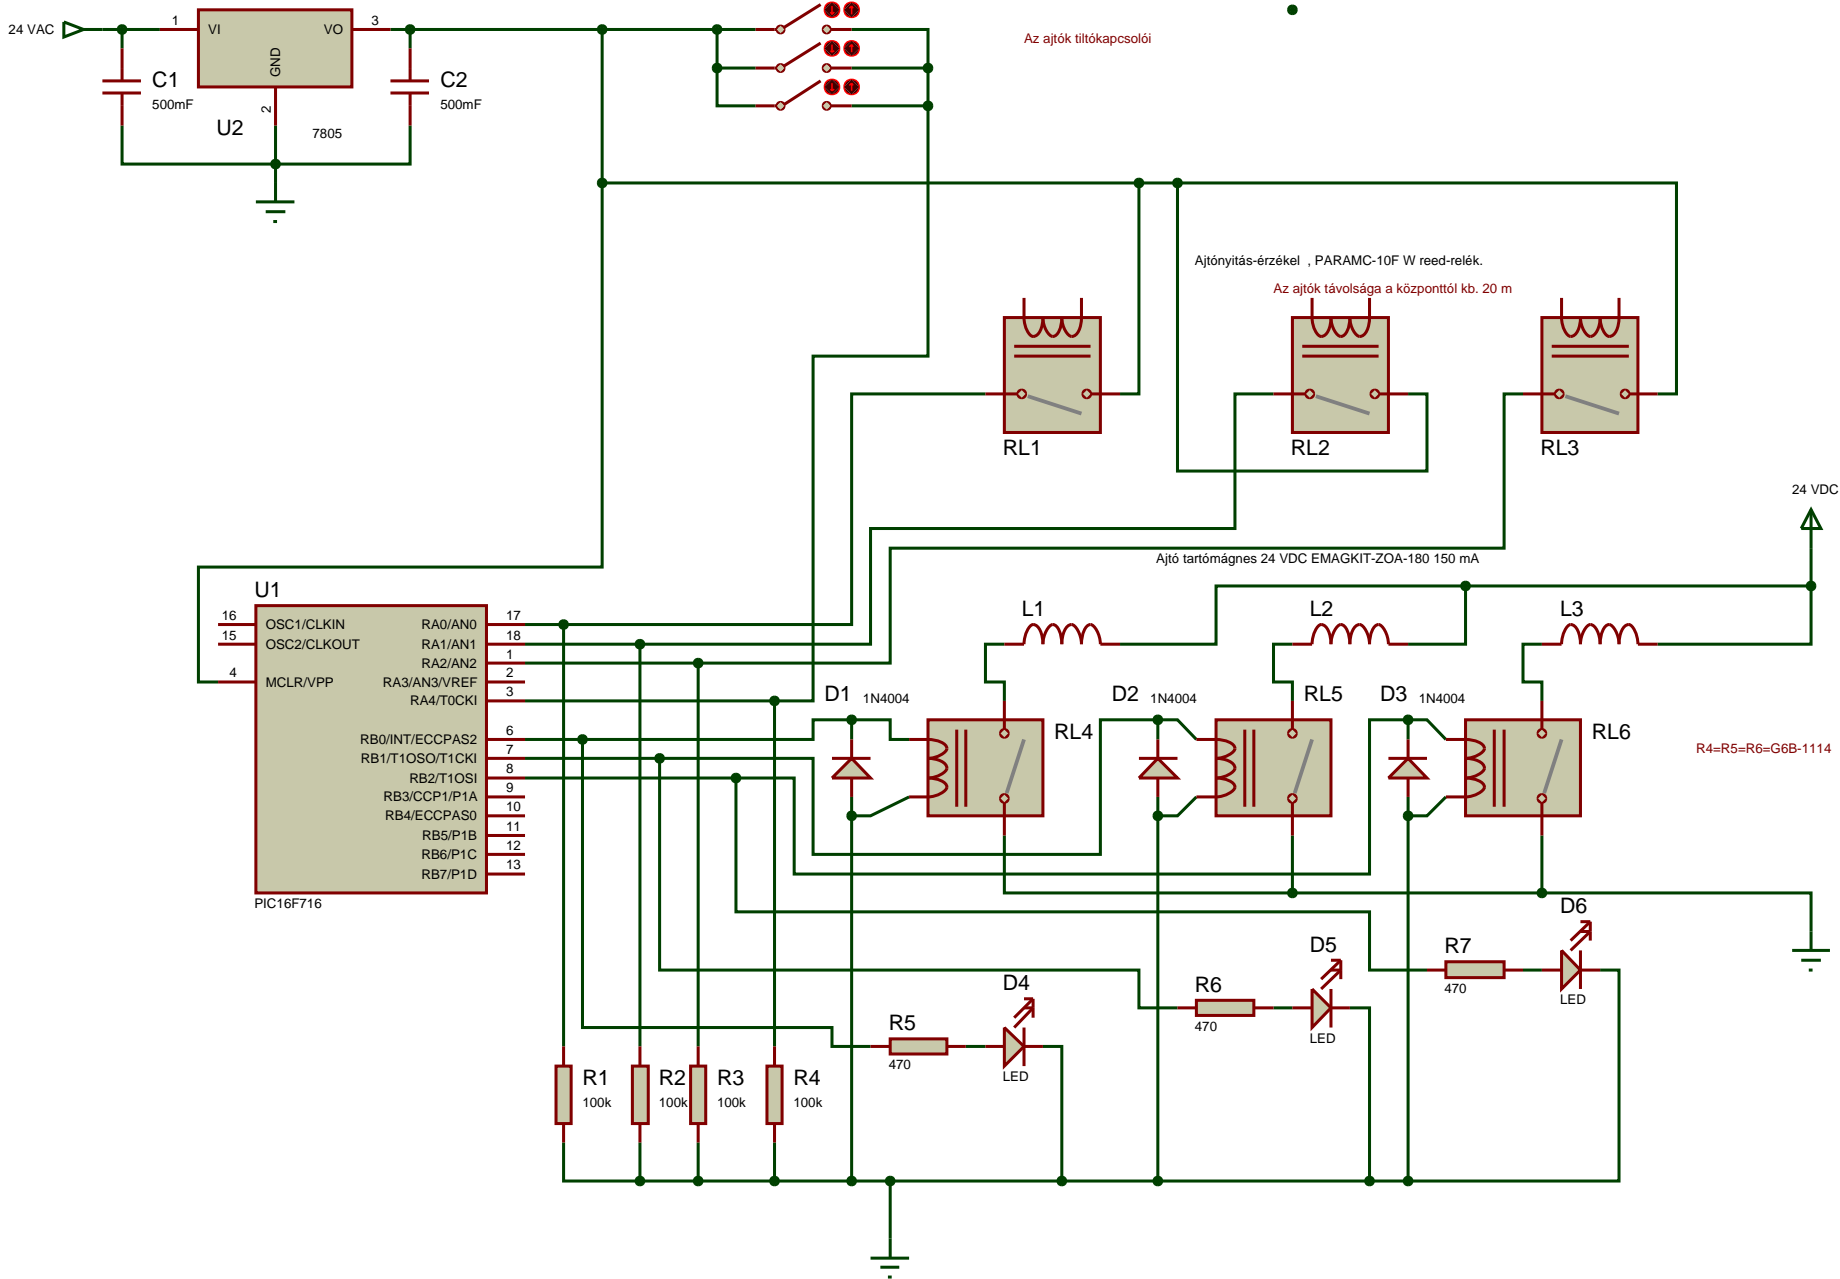 24 VAC
1
VI
VO
3
GND
2
C1
500mF
U2
7805
C2
500mF
Az ajtók tiltókapcsolói
Ajtónyitás-érzékel , PARAMC-10F W reed-relék.
Az ajtók távolsága a központtól kb. 20 m
RL1
RL2
RL3
24 VDC
Ajtó tartómágnes 24 VDC EMAGKIT-ZOA-180 150 mA
U1
16
OSC1/CLKIN
15
OSC2/CLKOUT
4
MCLR/VPP
RA0/AN0
17
RA1/AN1
18
RA2/AN2
1
RA3/AN3/VREF
2
RA4/T0CKI
3
RB0/INT/ECCPAS2
6
RB1/T1OSO/T1CKI
7
RB2/T1OSI
8
RB3/CCP1/P1A
9
RB4/ECCPAS0
10
RB5/P1B
11
RB6/P1C
12
RB7/P1D
13
PIC16F716
L1
L2
L3
D1
1N4004
RL4
D2
1N4004
RL5
D3
1N4004
RL6
R4=R5=R6=G6B-1114
D6
R7
470
LED
D5
R6
470
LED
D4
R5
470
LED
R1
100k
R2
100k
R3
100k
R4
100k